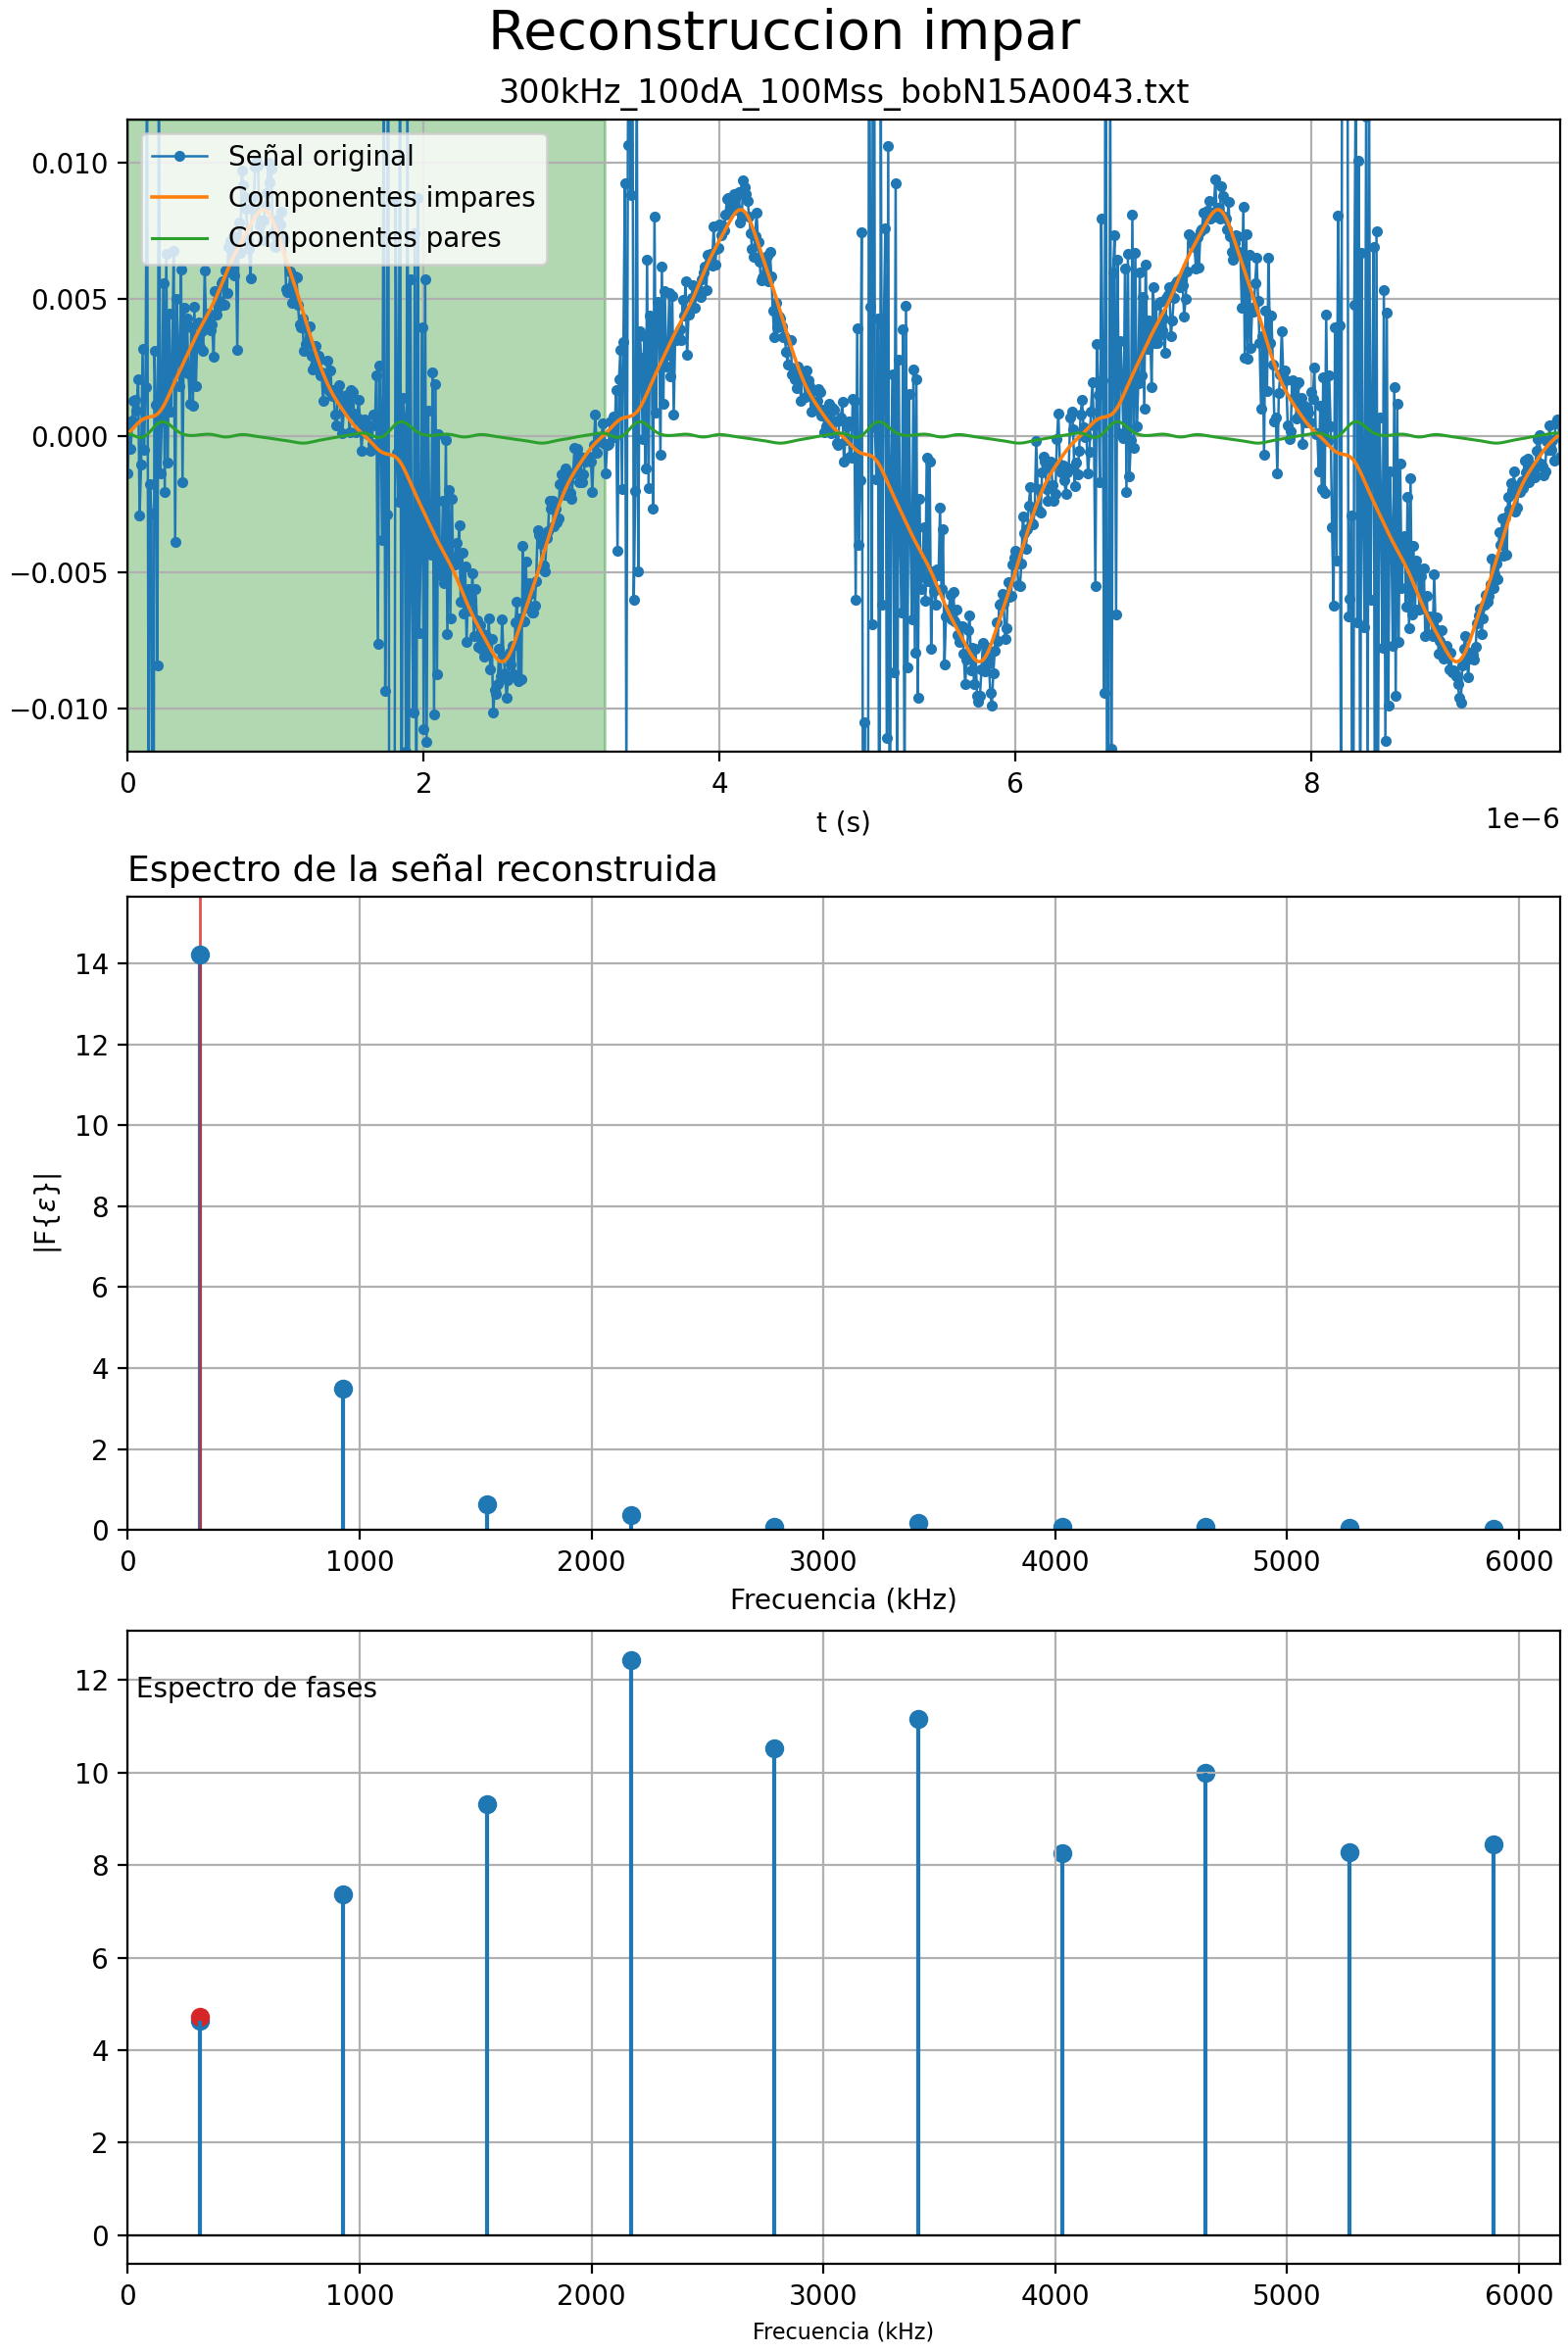 Reconstruccion impar
300kHz_100dA_100Mss_bobN15A0043.txt
Señal original
Componentes impares
Componentes pares
0.010
0.005
0.000
−0.005
−0.010
0 2 4 6 8
1e−6
t (s)
Espectro de la señal reconstruida
14
12
10
8
6
4
2
0
|F{ε}|
0 1000 2000 3000 4000 5000 6000
Frecuencia (kHz)
Espectro de fases
12
10
8
6
4
2
0
0 1000 2000 3000 4000 5000 6000
Frecuencia (kHz)